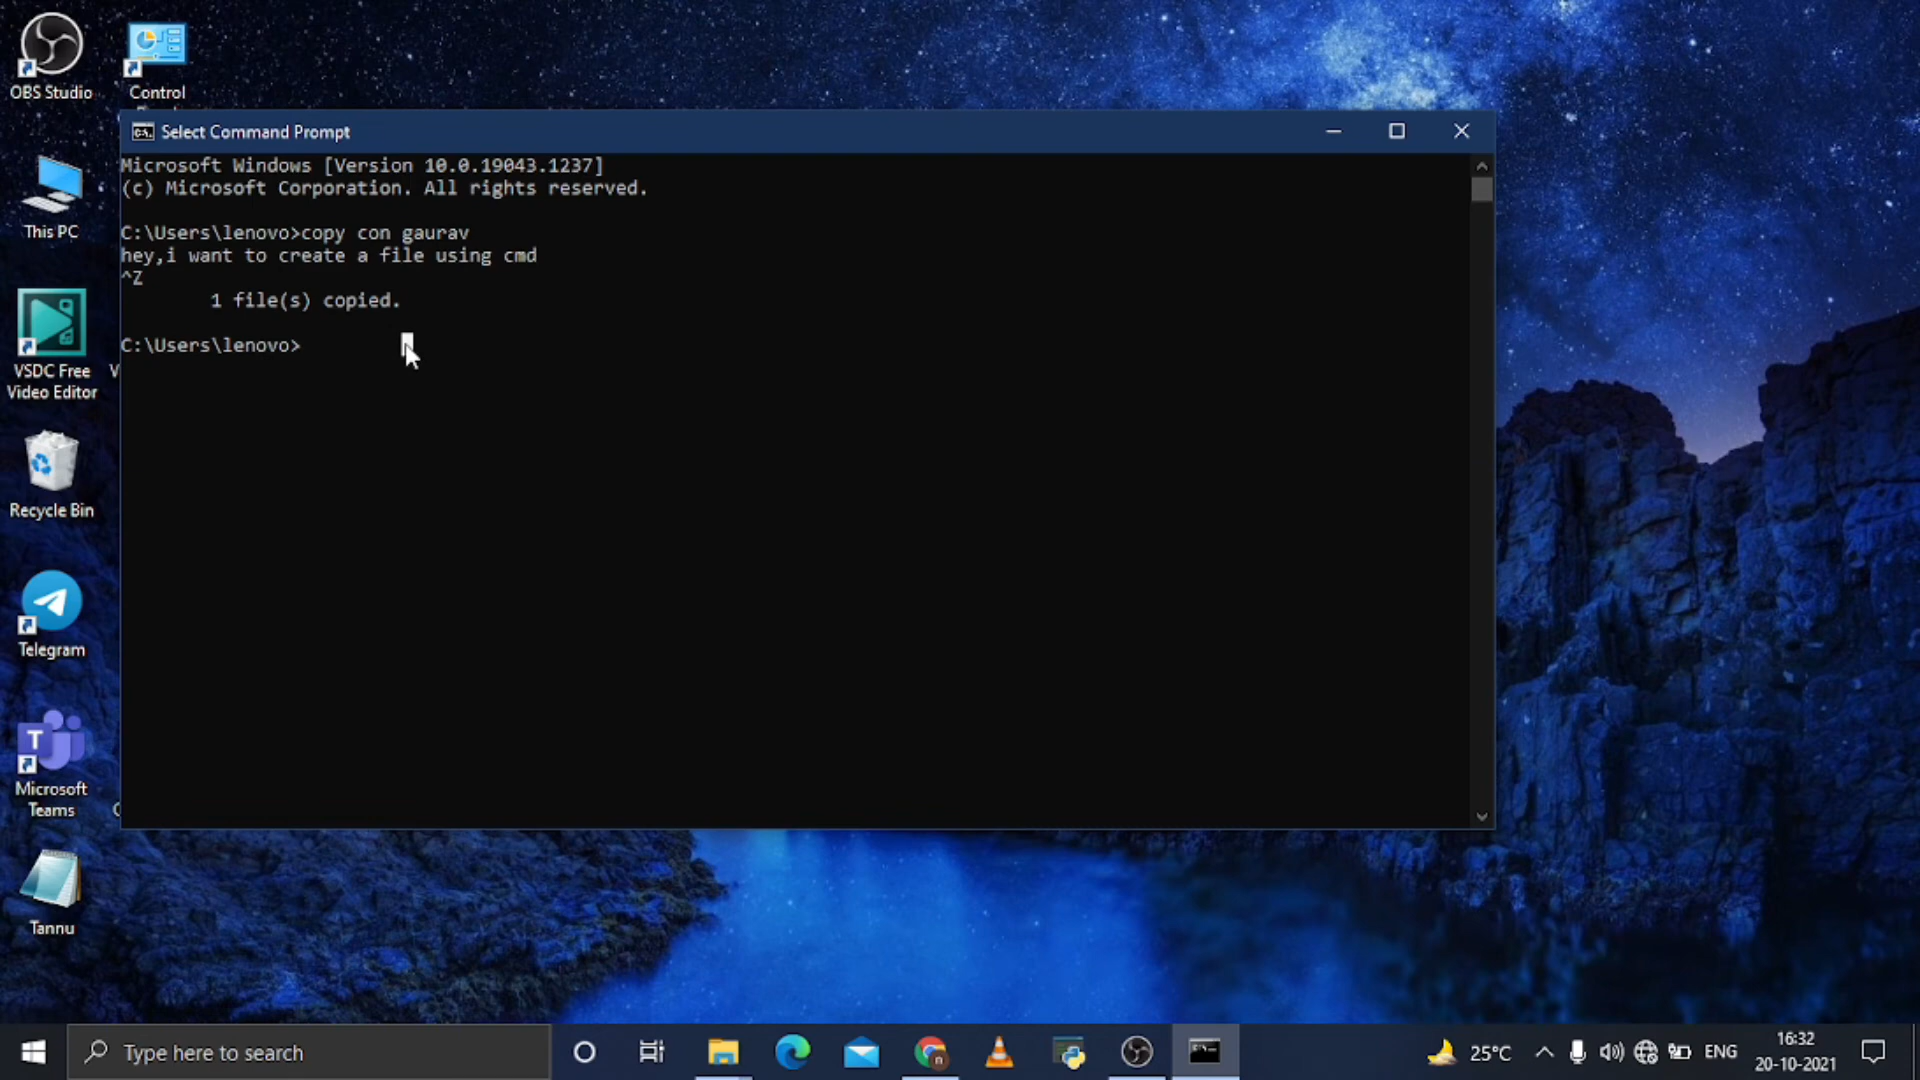 OBS Studio
Control
Select Command Prompt
Microsoft Windows [Version 10.0.19043.1237]
(c) Microsoft Corporation. All rights reserved.
C:\Users\lenovo>copy con gaurav
hey,i want to create a file using cmd
^Z
1 file(s) copied.
C:\Users\lenovo>
This PC
VSDC Free
Video Editor
Recycle Bin
Telegram
Microsoft
Teams
Tannu
Type here to search
25°C
ENG
16:32
20-10-2021